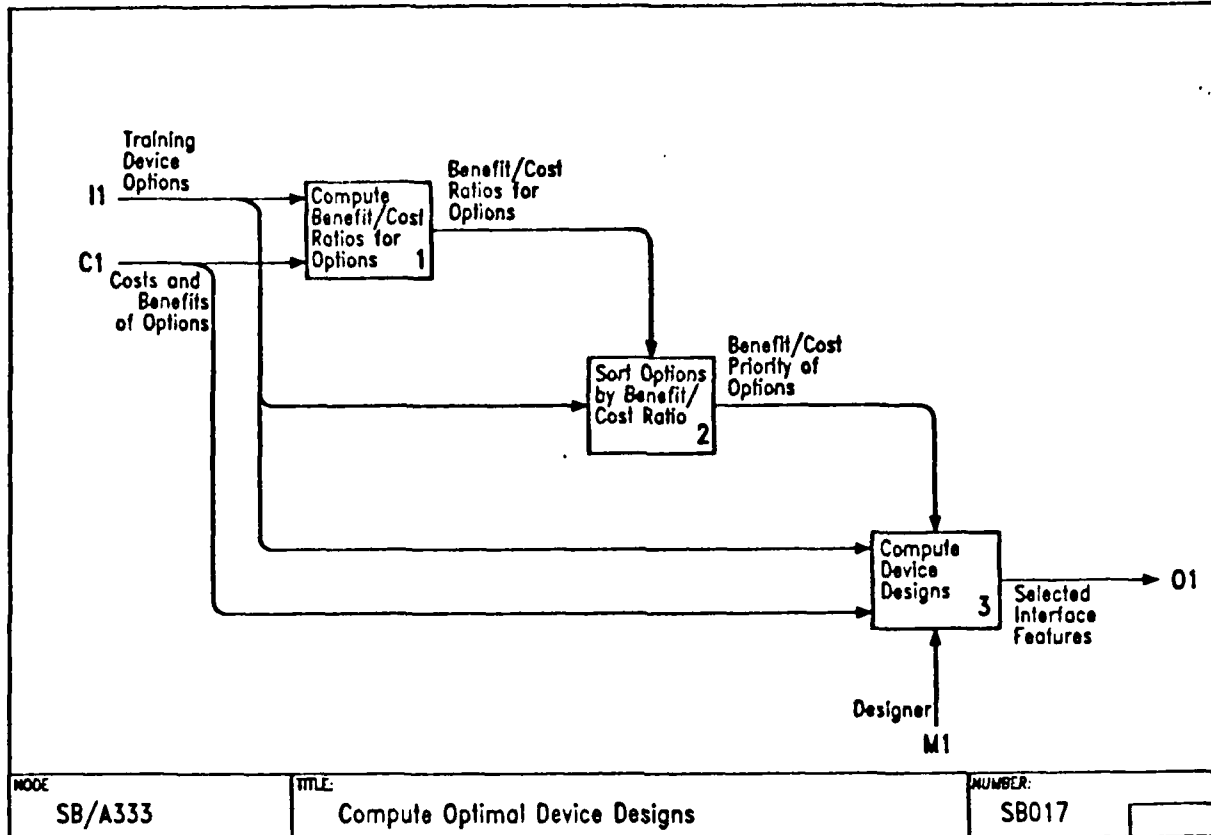 Training
Device
Options
I1
C1
Costs and
Benefits
of Options
Compute
Benefit/Cost
Ratios for
Options 1
Benefit/Cost
Ratios for
Options
Sort Options
by Benefit/
Cost Ratio
2
Benefit/Cost
Priority of
Options
Compute
Device
Designs
3
Selected
Interface
Features
O1
Designer
M1
NODE
SB/A333
TITLE:
Compute Optimal Device Designs
NUMBER:
SB017